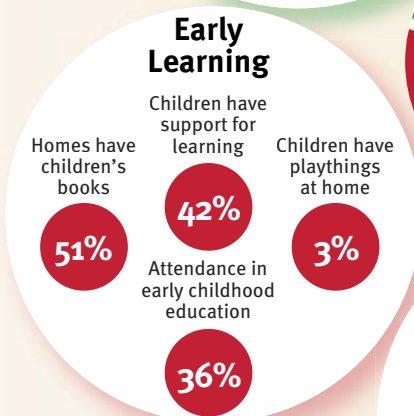 Early
Learning
Children have
support for
learning
42%
Homes have
children's
books
51%
Children have
playthings
at home
3%
Attendance in
early childhood
education
36%